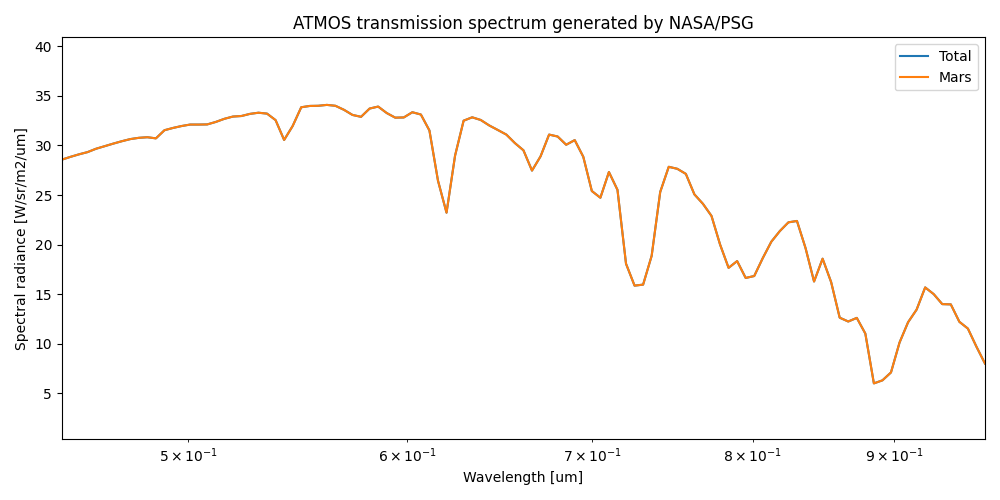 ATMOS transmission spectrum generated by NASA/PSG
Total
Mars
Spectral radiance [W/sr/m2/um]
40
35
30
25
20
15
10
5
5 × 10⁻¹
6 × 10⁻¹
7 × 10⁻¹
8 × 10⁻¹
9 × 10⁻¹
Wavelength [um]